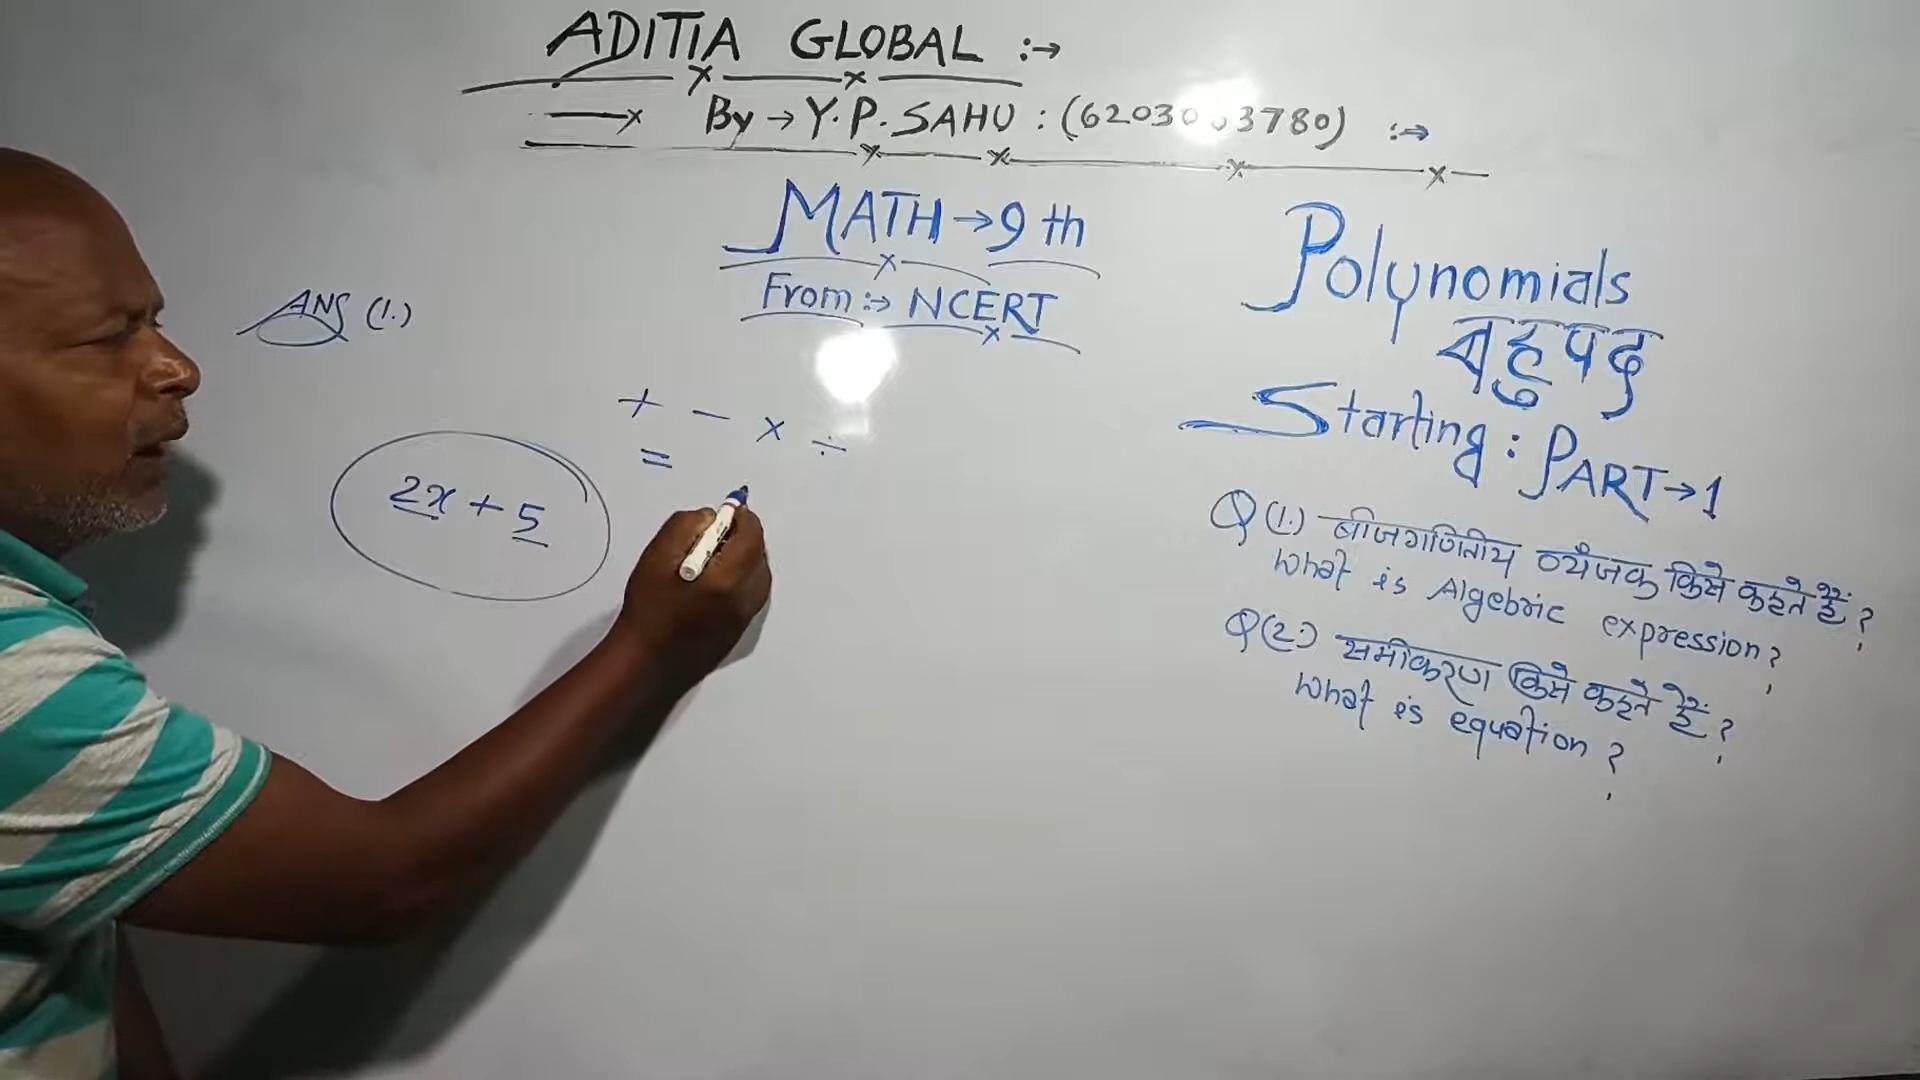 ADITIA GLOBAL :→
By → Y.P. SAHU :
:→
MATH → 9 th
From :→ NCERT
ANS (1.)
+ - × ÷
=
2x + 5
Polynomials
बहुपद
Starting : PART → 1
Q (1.) बीजगणितीय व्यंजक किसे कहते हैं ?
What is Algebric expression ?
Q (2.) समीकरण किसे कहते हैं ?
What is equation ?